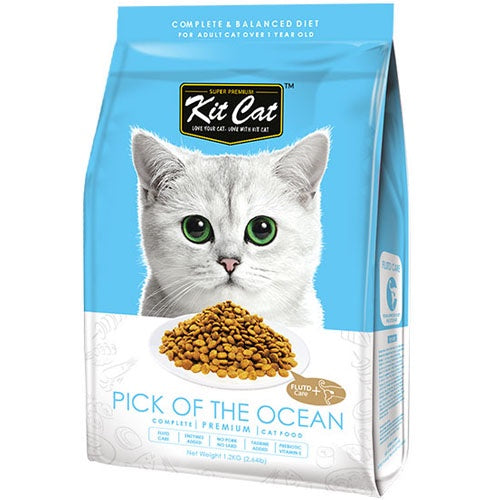 COMPLETE & BALANCED DIET
FOR ADULT CAT OVER 1 YEAR OLD
SUPER PREMIUM
Kit Cat™
LOVE YOUR CAT, LOVE WITH KIT CAT
FLUTD CARE
FLUTD
Care +
PICK OF THE OCEAN
COMPLETE | PREMIUM | CAT FOOD
FLUTD CARE
ENZYMES ADDED
NO PORK NO LARD
TAURINE ADDED
PREBIOTIC VITAMIN E
Net Weight 1.2KG (2.64lb)